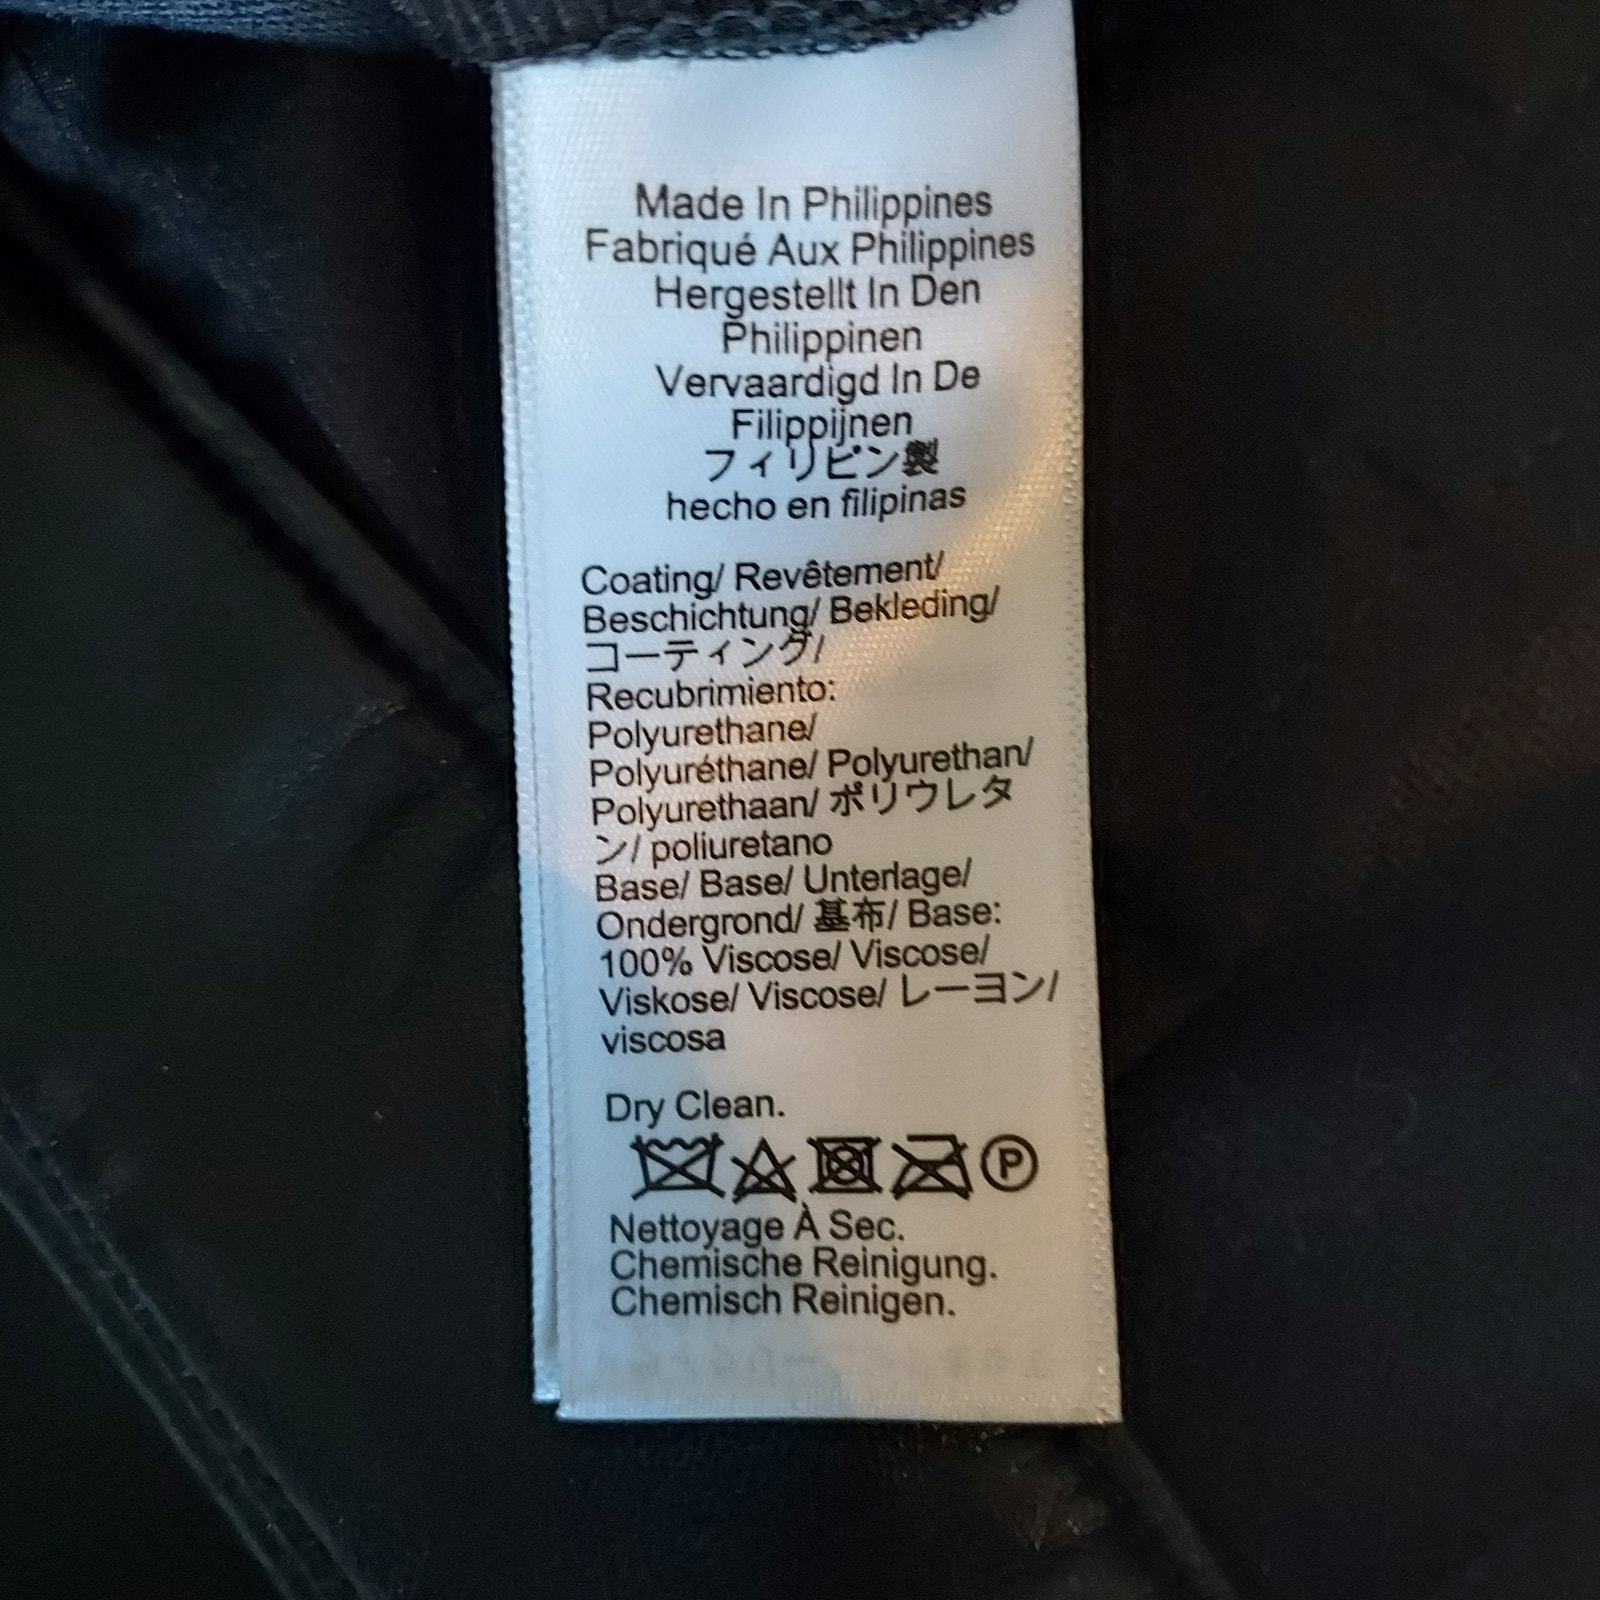 Made In Philippines
Fabriqué Aux Philippines
Hergestellt In Den
Philippinen
Vervaardigd In De
Filippijnen
フィリピン製
hecho en filipinas
Coating/ Revêtement/
Beschichtung/ Bekleding/
コーティング/
Recubrimiento:
Polyurethane/
Polyuréthane/ Polyurethan/
Polyurethaan/ ポリウレタ
ン/ poliuretano
Base/ Base/ Unterlage/
Ondergrond/ 基布/ Base:
100% Viscose/ Viscose/
Viskose/ Viscose/ レーヨン/
viscosa
Dry Clean.
P
Nettoyage À Sec.
Chemische Reinigung.
Chemisch Reinigen.